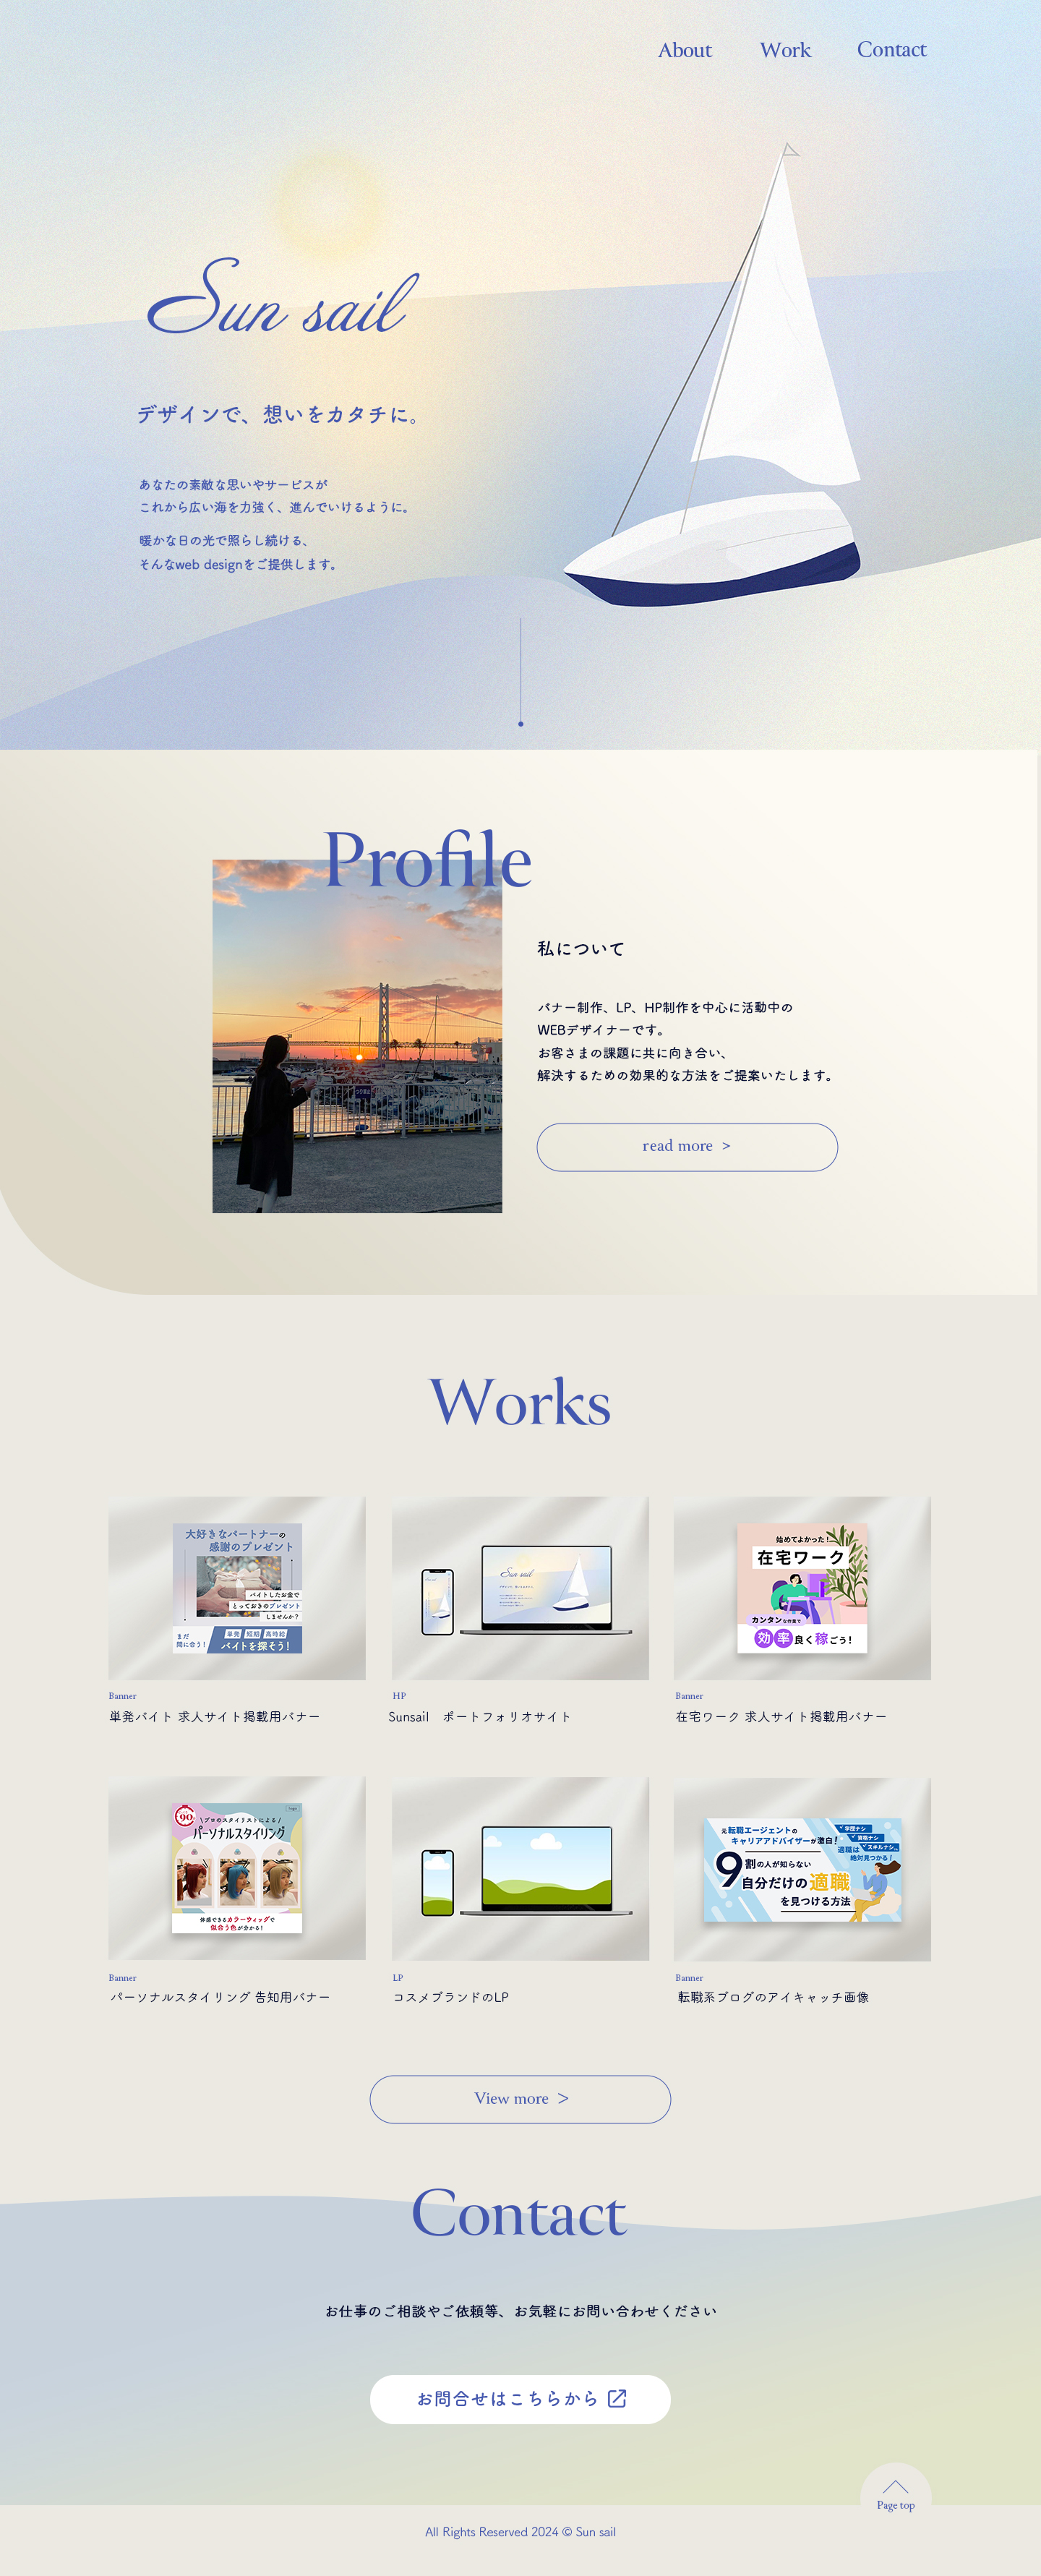 About Work Contact
Sun sail
デザインで、想いをカタチに。
あなたの素敵な思いやサービスが
これから広い海を力強く、進んでいけるように。
暖かな日の光で照らし続ける、
そんなweb designをご提供します。
Profile
私について
バナー制作、LP、HP制作を中心に活動中の
WEBデザイナーです。
お客さまの課題に共に向き合い、
解決するための効果的な方法をご提案いたします。
read more >
Works
大好きなパートナーの
感謝のプレゼント
バイトしたお金で
とっておきのプレゼント
しませんか?
まだ
間に合う!
単発 短期 高時給
バイトを探そう!
Banner
単発バイト 求人サイト掲載用バナー
Sun sail
HP
Sunsail ポートフォリオサイト
始めてよかった!
在宅ワーク
カンタンな作業で
効率良く稼ごう!
Banner
在宅ワーク 求人サイト掲載用バナー
90
\プロのスタイリストによる/
パーソナルスタイリング
体感できるカラーウィッグで
似合う色が分かる!
Banner
パーソナルスタイリング 告知用バナー
LP
コスメブランドのLP
元 転職エージェントの
キャリアアドバイザーが激白!
学歴ナシ
資格ナシ
スキルナシ
適職は
絶対見つかる!
9割の人が知らない
自分だけの適職
を見つける方法
Banner
転職系ブログのアイキャッチ画像
View more >
Contact
お仕事のご相談やご依頼等、お気軽にお問い合わせください
お問合せはこちらから
Page top
All Rights Reserved 2024 © Sun sail